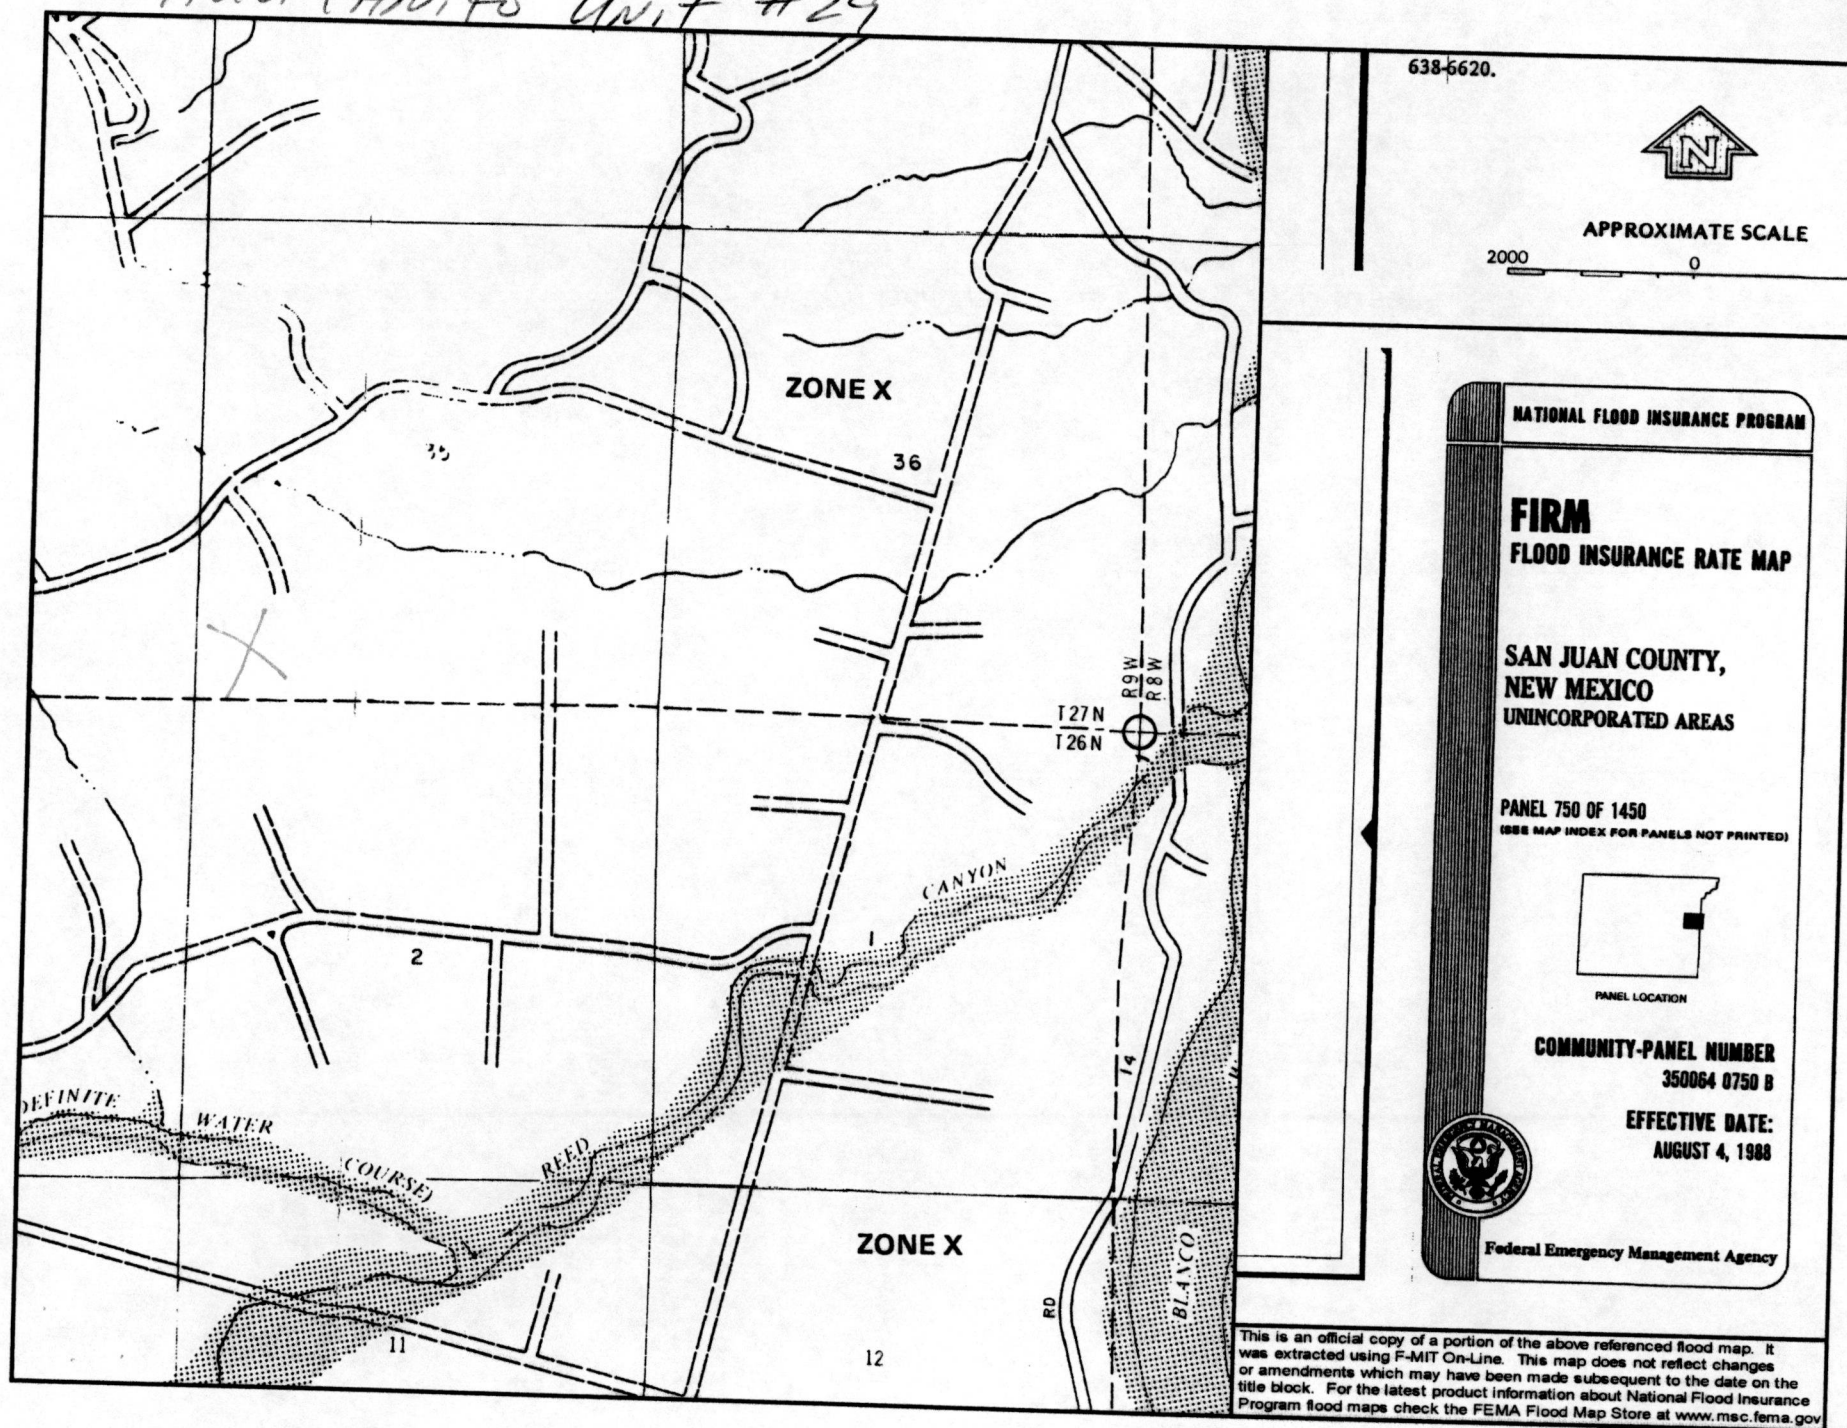 UNIT #29
638-6620.
N
APPROXIMATE SCALE
2000 0
ZONE X
36
35
NATIONAL FLOOD INSURANCE PROGRAM
FIRM
FLOOD INSURANCE RATE MAP
SAN JUAN COUNTY,
NEW MEXICO
UNINCORPORATED AREAS
R9W
R8W
T27N
T26N
PANEL 750 OF 1450
(SEE MAP INDEX FOR PANELS NOT PRINTED)
PANEL LOCATION
CANYON
1
2
14
COMMUNITY-PANEL NUMBER
350064 0750 B
EFFECTIVE DATE:
AUGUST 4, 1988
DEFINITE
WATER
COURSE)
REED
ZONE X
BLANCO
RD
11
12
Federal Emergency Management Agency
This is an official copy of a portion of the above referenced flood map. It
was extracted using F-MIT On-Line. This map does not reflect changes
or amendments which may have been made subsequent to the date on the
title block. For the latest product information about National Flood Insurance
Program flood maps check the FEMA Flood Map Store at www.msc.fema.gov